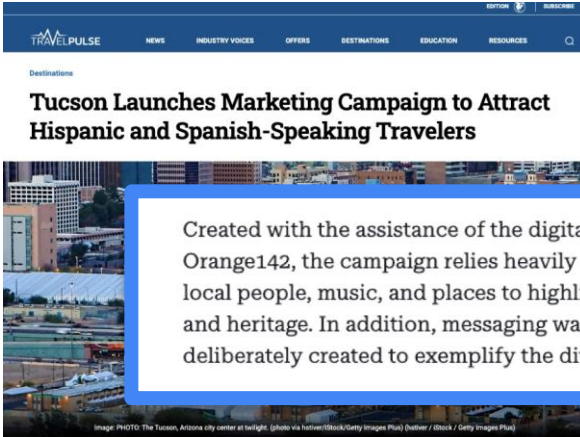 EDITION SUBSCRIBE
TRAVELPULSE NEWS INDUSTRY VOICES OFFERS DESTINATIONS EDUCATION RESOURCES
Destinations
Tucson Launches Marketing Campaign to Attract
Hispanic and Spanish-Speaking Travelers
Created with the assistance of the digita
Orange142, the campaign relies heavily
local people, music, and places to highli
and heritage. In addition, messaging wa
deliberately created to exemplify the di
Image: PHOTO: The Tucson, Arizona city center at twilight. (photo via hstiver/iStock/Getty Images Plus) (hstiver / iStock / Getty Images Plus)